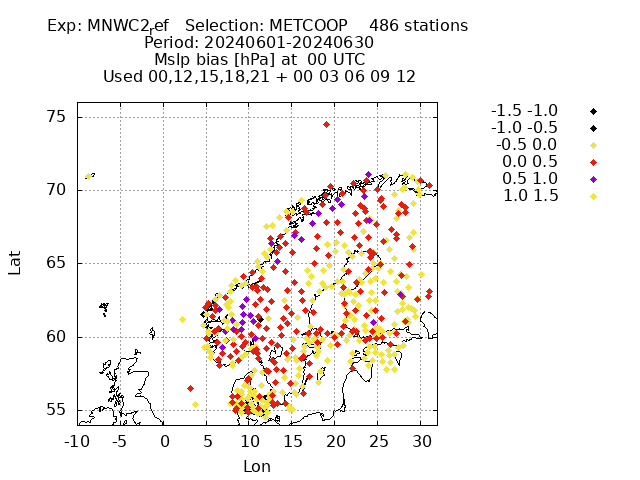 Exp: MNWC2ref   Selection: METCOOP    486 stations
Period: 20240601-20240630
Mslp bias [hPa] at  00 UTC
Used 00,12,15,18,21 + 00 03 06 09 12
-1.5 -1.0
-1.0 -0.5
-0.5 0.0
0.0 0.5
0.5 1.0
1.0 1.5
75
70
65
60
55
Lat
-10 -5 0 5 10 15 20 25 30
Lon